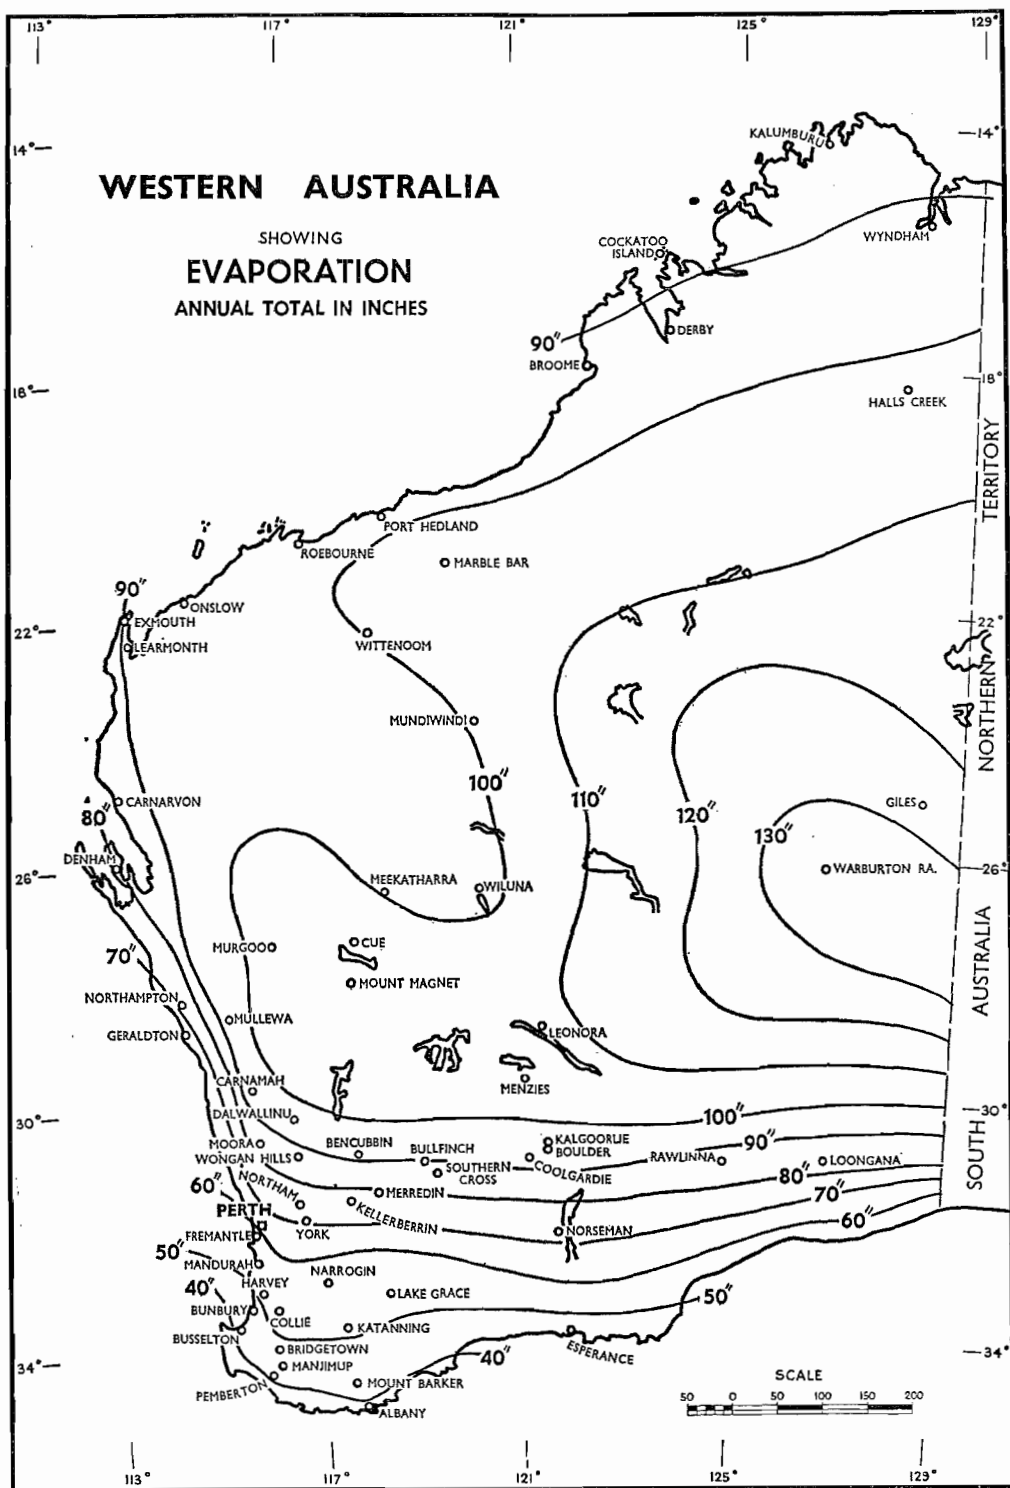 113°
117°
121°
125°
129°
14°
14°
KALUMBURU
WESTERN AUSTRALIA
SHOWING
EVAPORATION
ANNUAL TOTAL IN INCHES
WYNDHAM
COCKATOO
ISLAND
DERBY
90"
BROOME
18°
18°
HALLS CREEK
TERRITORY
PORT HEDLAND
ROEBOURNE
MARBLE BAR
90"
ONSLOW
EXMOUTH
22°
22°
LEARMONTH
WITTENOOM
NORTHERN
MUNDIWINDI
100"
110"
120"
130"
CARNARVON
GILES
80"
DENHAM
26°
26°
MEEKATHARRA
WILUNA
WARBURTON RA.
AUSTRALIA
MURGOO
CUE
70"
MOUNT MAGNET
NORTHAMPTON
MULLEWA
GERALDTON
LEONORA
CARNAMAH
MENZIES
DALWALLINU
100"
30°
30°
MOORA
BENCUBBIN
BULLFINCH
KALGOORLIE
BOULDER
90"
WONGAN HILLS
SOUTHERN
CROSS
COOLGARDIE
RAWLINNA
LOONGANA
SOUTH
80"
60"
NORTHAM
MERREDIN
70"
PERTH
KELLERBERRIN
60"
FREMANTLE
YORK
NORSEMAN
50"
MANDURAH
NARROGIN
40"
HARVEY
LAKE GRACE
50"
BUNBURY
COLLIE
KATANNING
BUSSELTON
BRIDGETOWN
40"
ESPERANCE
34°
34°
MANJIMUP
PEMBERTON
MOUNT BARKER
ALBANY
SCALE
50 0 50 100 150 200
113°
117°
121°
125°
129°